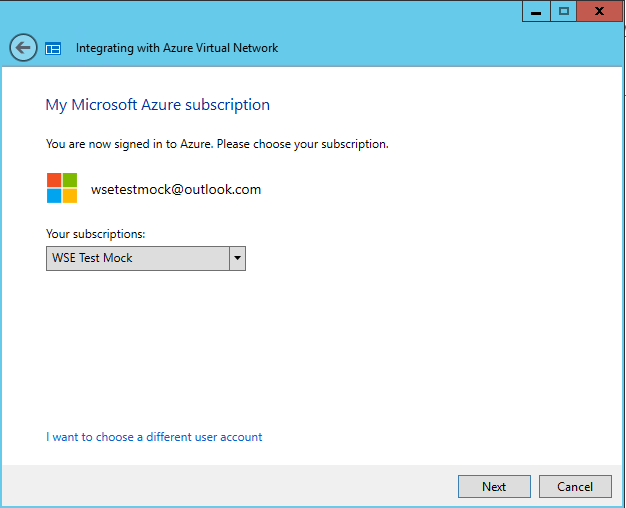 Integrating with Azure Virtual Network
My Microsoft Azure subscription
You are now signed in to Azure. Please choose your subscription.
wsetestmock@outlook.com
Your subscriptions:
WSE Test Mock
I want to choose a different user account
Next Cancel